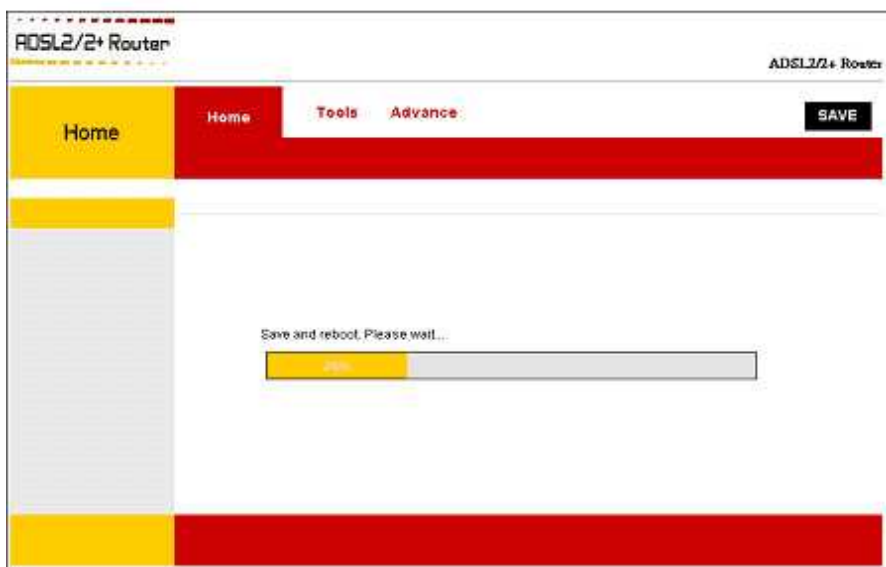 ADSL2/2+ Router
ADSL2/2+ Router
Home
Home
Tools
Advance
SAVE
Save and reboot. Please wait...